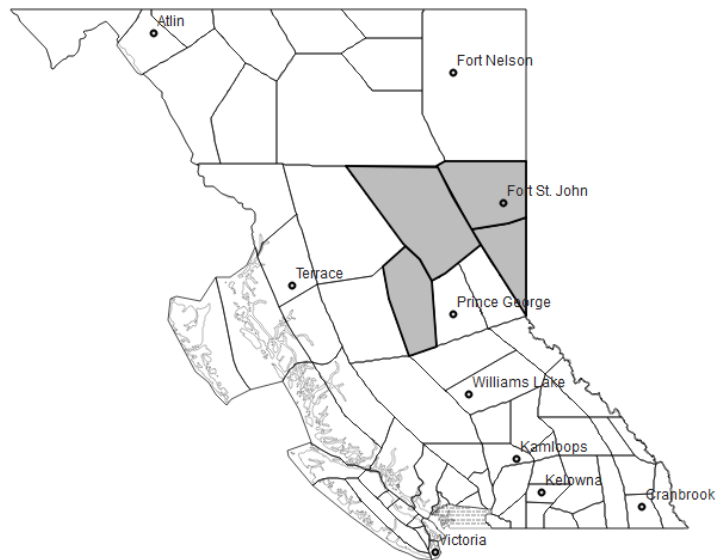 Atlin
Fort Nelson
Fort St. John
Terrace
Prince George
Williams Lake
Kamloops
Kelowna
Cranbrook
Victoria